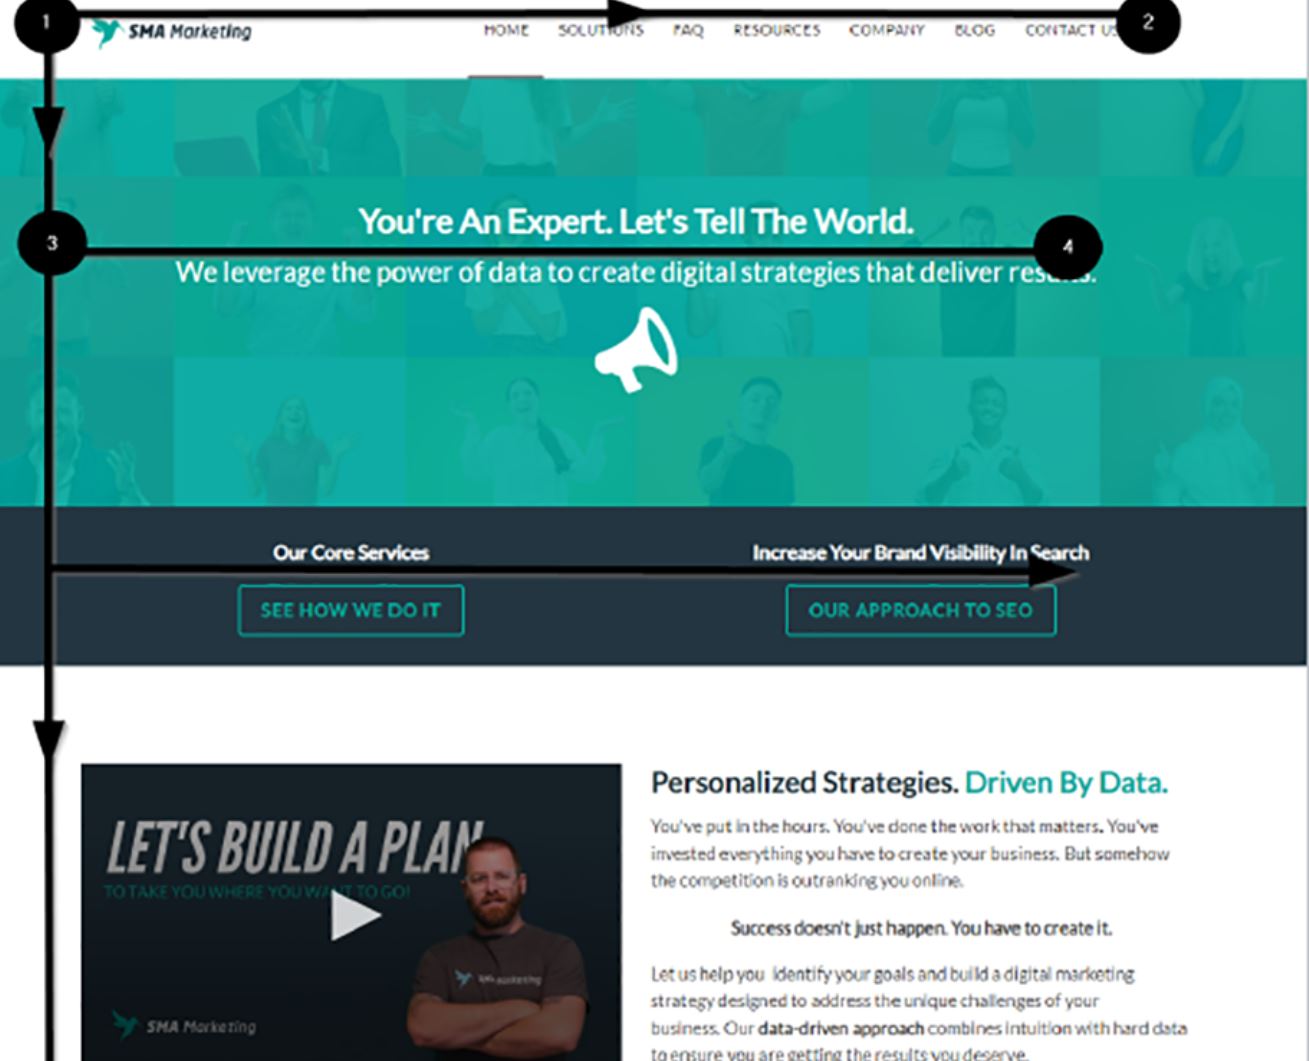 1
2
SMA Marketing
HOME SOLUTIONS FAQ RESOURCES COMPANY BLOG CONTACT US
You're An Expert. Let's Tell The World.
3
4
We leverage the power of data to create digital strategies that deliver results.
Our Core Services
Increase Your Brand Visibility In Search
SEE HOW WE DO IT
OUR APPROACH TO SEO
LET'S BUILD A PLAN
TO TAKE YOU WHERE YOU WANT TO GO!
SMA Marketing
SMA Marketing
Personalized Strategies. Driven By Data.
You've put in the hours. You've done the work that matters. You've
invested everything you have to create your business. But somehow
the competition is outranking you online.
Success doesn't just happen. You have to create it.
Let us help you identify your goals and build a digital marketing
strategy designed to address the unique challenges of your
business. Our data-driven approach combines intuition with hard data
to ensure you are getting the results you deserve.